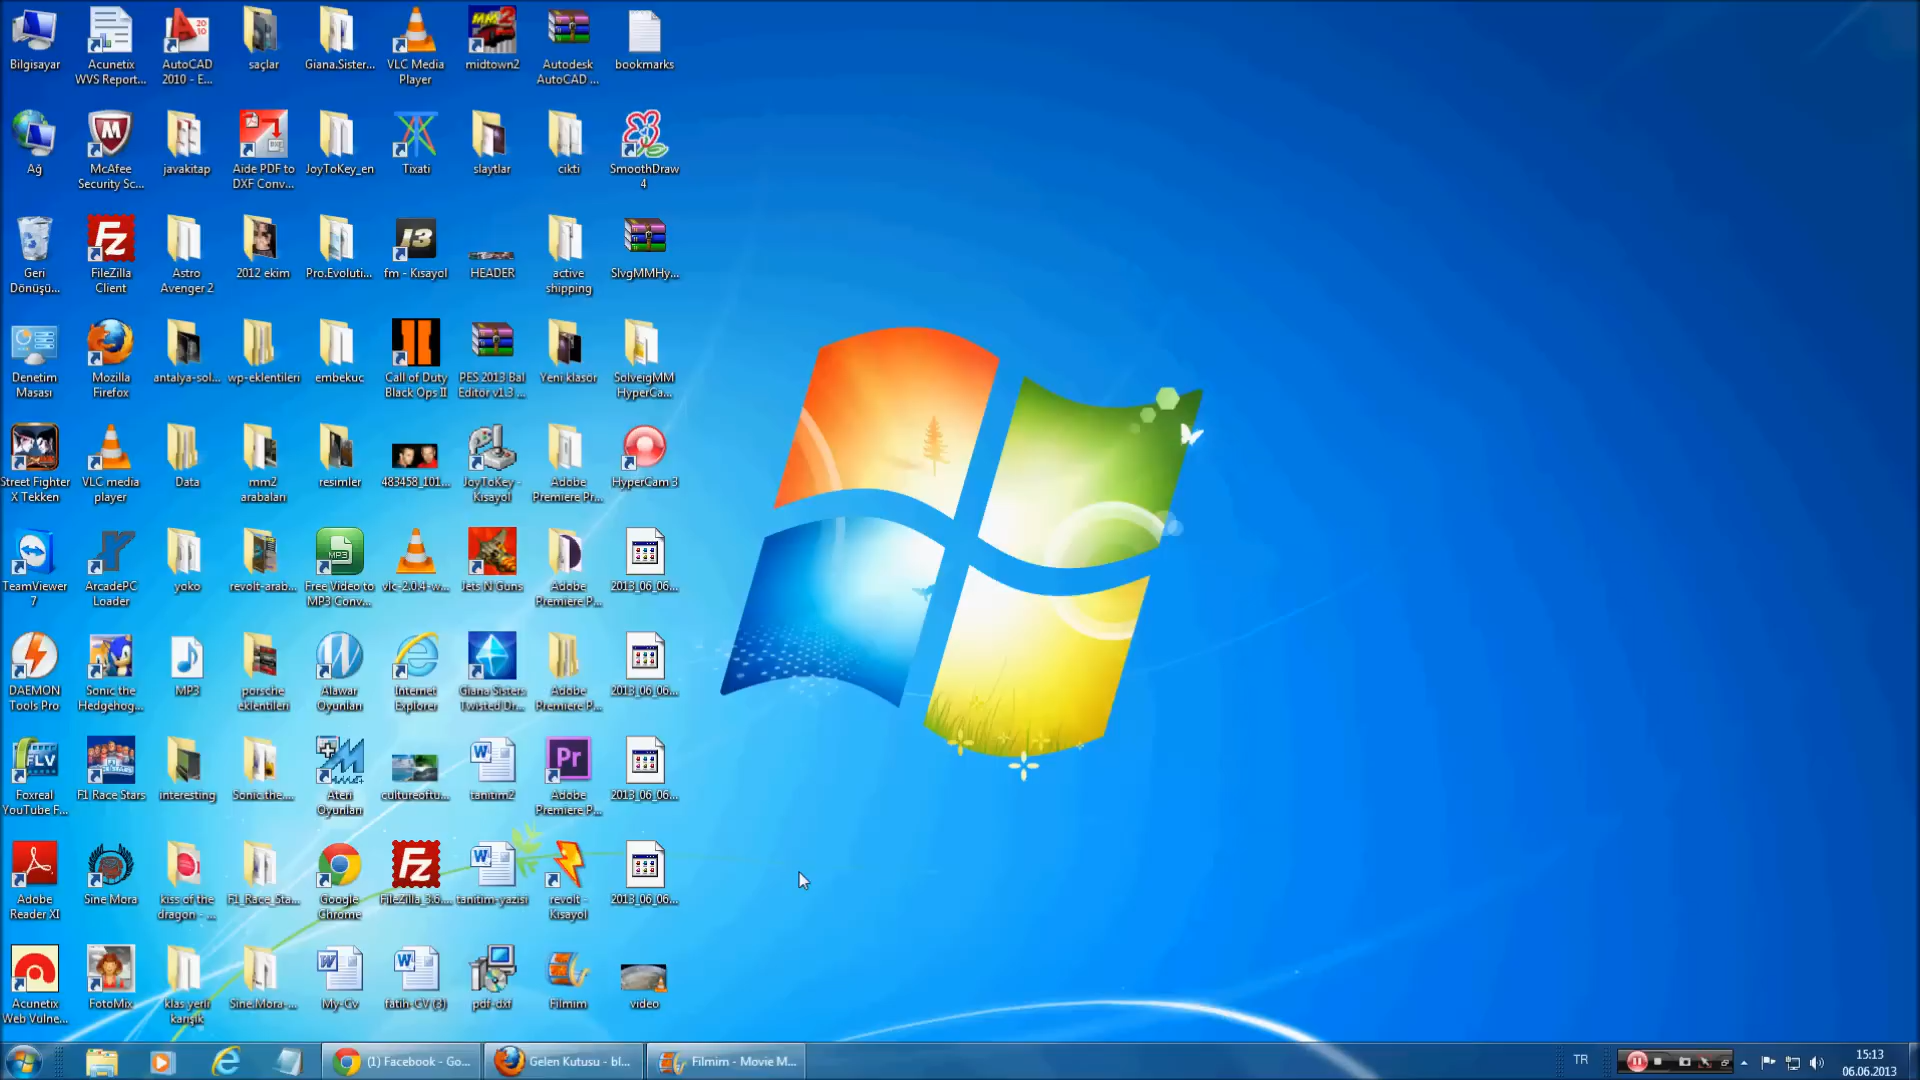 Bilgisayar
Acunetix
WVS Report...
AutoCAD
2010 - E...
saçlar
Giana.Sister...
VLC Media
Player
midtown2
Autodesk
AutoCAD ...
bookmarks
Ağ
McAfee
Security Sc...
javakitap
Aide PDF to
DXF Conv...
JoyToKey_en
Tixati
slaytlar
cikti
SmoothDraw
4
Geri
Dönüşü...
FileZilla
Client
Astro
Avenger 2
2012 ekim
Pro.Evoluti...
fm - Kısayol
HEADER
active
shipping
SlvgMMHy...
Denetim
Masası
Mozilla
Firefox
antalya-sol...
wp-eklentileri
embekuc
Call of Duty
Black Ops II
PES 2013 Bal
Editor v1.3 ...
Yeni klasör
SolveigMM
HyperCa...
Street Fighter
X Tekken
VLC media
player
Data
mm2
arabaları
resimler
483458_101...
JoyToKey -
Kısayol
Adobe
Premiere Pr...
HyperCam 3
TeamViewer
7
ArcadePC
Loader
yoko
revolt-arab...
Free Video to
MP3 Conv...
vlc-2.0.4-w...
Jets N Guns
Adobe
Premiere P...
2013_06_06...
DAEMON
Tools Pro
Sonic the
Hedgehog...
MP3
porsche
eklentileri
Alawar
Oyunları
Internet
Explorer
Giana Sisters
Twisted Dr...
Adobe
Premiere P...
2013_06_06...
Foxreal
YouTube F...
F1 Race Stars
interesting
Sonic.the....
Atari
Oyunları
cultureoftu...
tanitim2
Adobe
Premiere P...
2013_06_06...
Adobe
Reader XI
Sine Mora
kiss of the
dragon - ...
F1_Race_Sta...
Google
Chrome
FileZilla_3.6....
tanitim-yazisi
revolt -
Kısayol
2013_06_06...
Acunetix
Web Vulne...
FotoMix
klas yerli
karışık
Sine.Mora-...
My-Cv
fatih-CV (3)
pdf-dxf
Filmim
video
(1) Facebook - Go...
Gelen Kutusu - bl...
Filmim - Movie M...
TR
15:13
06.06.2013